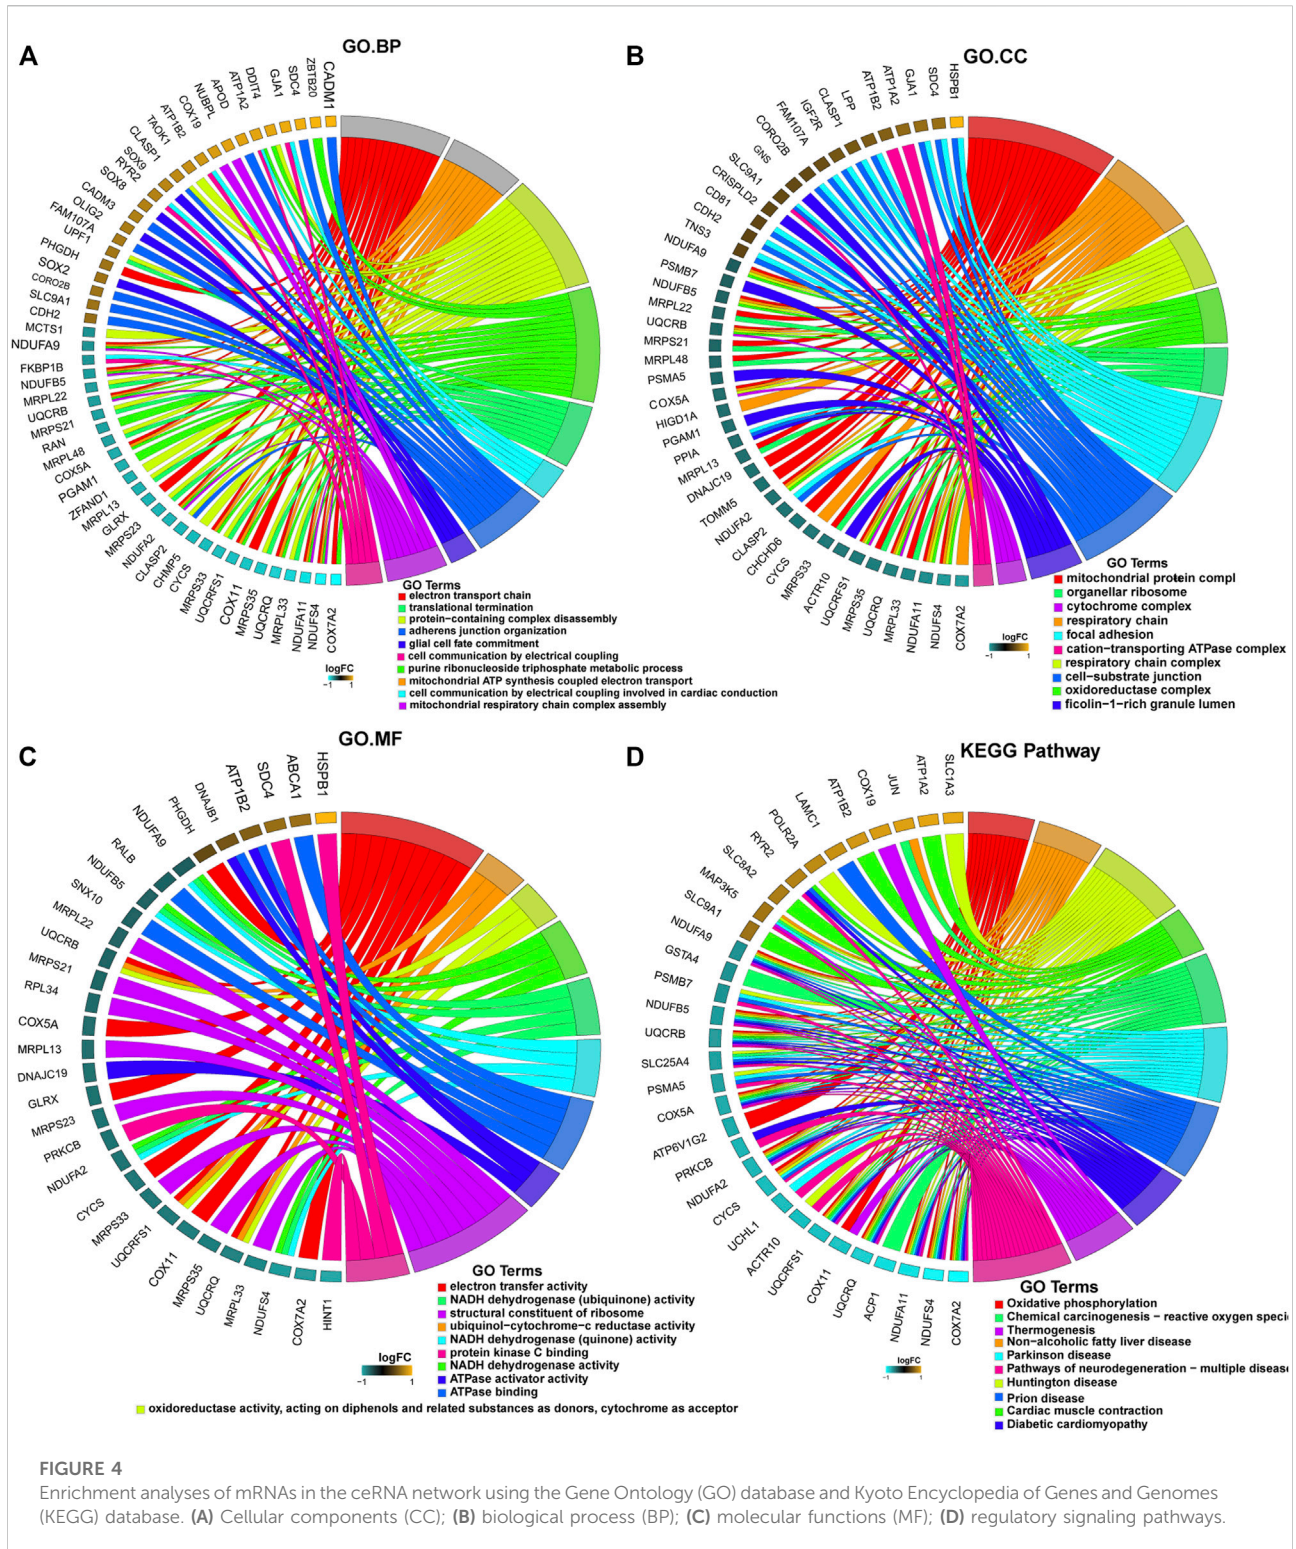 A
GO.BP
CADM1
ZBTB20
SDC4
GJA1
DDIT4
ATP1A2
APOD
NUBPL
COX19
ATP1B2
TAOK1
CLASP1
SOX9
RYR2
SOX8
CADM3
OLIG2
FAM107A
UPF1
PHGDH
SOX2
CORO2B
SLC9A1
CDH2
MCTS1
NDUFA9
FKBP1B
NDUFB5
MRPL22
UQCRB
MRPS21
RAN
MRPL48
COX5A
PGAM1
ZFAND1
MRPL13
GLRX
MRPS23
NDUFA2
CLASP2
CHMP5
CYCS
MRPS33
UQCRFS1
COX11
MRPS35
UQCRQ
MRPL33
NDUFA11
NDUFS4
COX7A2
logFC
−1 1
GO Terms
electron transport chain
translational termination
protein−containing complex disassembly
adherens junction organization
glial cell fate commitment
cell communication by electrical coupling
purine ribonucleoside triphosphate metabolic process
mitochondrial ATP synthesis coupled electron transport
cell communication by electrical coupling involved in cardiac conduction
mitochondrial respiratory chain complex assembly
B
GO.CC
HSPB1
SDC4
GJA1
ATP1A2
ATP1B2
LPP
CLASP1
IGF2R
FAM107A
CORO2B
GNS
SLC9A1
CRISPLD2
CD81
CDH2
TNS3
NDUFA9
PSMB7
NDUFB5
MRPL22
UQCRB
MRPS21
MRPL48
PSMA5
COX5A
HIGD1A
PGAM1
PPIA
MRPL13
DNAJC19
TOMM5
NDUFA2
CLASP2
CHCHD6
CYCS
MRPS33
ACTR10
UQCRFS1
MRPS35
UQCRQ
MRPL33
NDUFA11
NDUFS4
COX7A2
logFC
−1 1
GO Terms
mitochondrial protein compl
organellar ribosome
cytochrome complex
respiratory chain
focal adhesion
cation−transporting ATPase complex
respiratory chain complex
cell−substrate junction
oxidoreductase complex
ficolin−1−rich granule lumen
C
GO.MF
HSPB1
ABCA1
SDC4
ATP1B2
DNAJB1
PHGDH
NDUFA9
RALB
NDUFB5
SNX10
MRPL22
UQCRB
MRPS21
RPL34
COX5A
MRPL13
DNAJC19
GLRX
MRPS23
PRKCB
NDUFA2
CYCS
MRPS33
UQCRFS1
COX11
MRPS35
UQCRQ
MRPL33
NDUFS4
COX7A2
HINT1
logFC
−1 1
GO Terms
electron transfer activity
NADH dehydrogenase (ubiquinone) activity
structural constituent of ribosome
ubiquinol−cytochrome−c reductase activity
NADH dehydrogenase (quinone) activity
protein kinase C binding
NADH dehydrogenase activity
ATPase activator activity
ATPase binding
oxidoreductase activity, acting on diphenols and related substances as donors, cytochrome as acceptor
D
KEGG Pathway
SLC1A3
ATP1A2
JUN
COX19
ATP1B2
LAMC1
POLR2A
RYR2
SLC8A2
MAP3K5
SLC9A1
NDUFA9
GSTA4
PSMB7
NDUFB5
UQCRB
SLC25A4
PSMA5
COX5A
ATP6V1G2
PRKCB
NDUFA2
CYCS
UCHL1
ACTR10
UQCRFS1
COX11
UQCRQ
ACP1
NDUFA11
NDUFS4
COX7A2
logFC
−1 1
GO Terms
Oxidative phosphorylation
Chemical carcinogenesis − reactive oxygen speci
Thermogenesis
Non−alcoholic fatty liver disease
Parkinson disease
Pathways of neurodegeneration − multiple diseas
Huntington disease
Prion disease
Cardiac muscle contraction
Diabetic cardiomyopathy
FIGURE 4
Enrichment analyses of mRNAs in the ceRNA network using the Gene Ontology (GO) database and Kyoto Encyclopedia of Genes and Genomes
(KEGG) database. (A) Cellular components (CC); (B) biological process (BP); (C) molecular functions (MF); (D) regulatory signaling pathways.